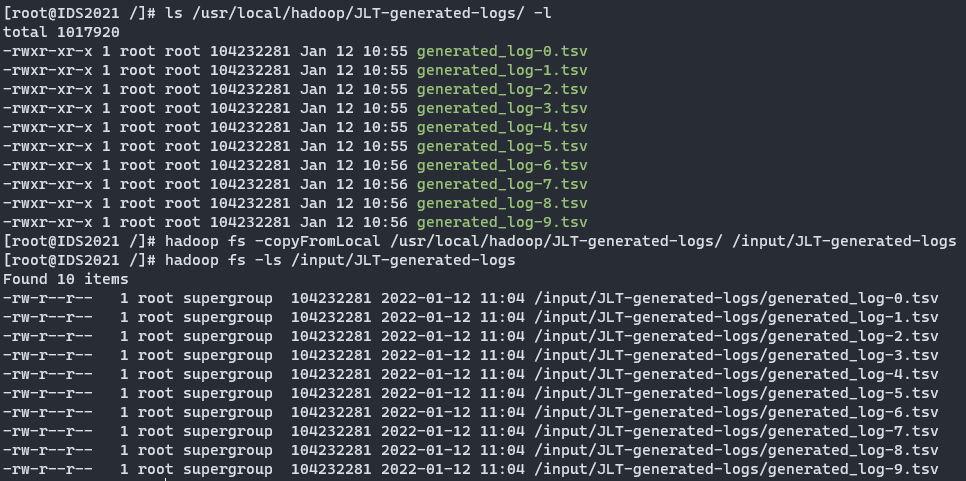 [root@IDS2021 /]# ls /usr/local/hadoop/JLT-generated-logs/ -l
total 1017920
-rwxr-xr-x 1 root root 104232281 Jan 12 10:55 generated_log-0.tsv
-rwxr-xr-x 1 root root 104232281 Jan 12 10:55 generated_log-1.tsv
-rwxr-xr-x 1 root root 104232281 Jan 12 10:55 generated_log-2.tsv
-rwxr-xr-x 1 root root 104232281 Jan 12 10:55 generated_log-3.tsv
-rwxr-xr-x 1 root root 104232281 Jan 12 10:55 generated_log-4.tsv
-rwxr-xr-x 1 root root 104232281 Jan 12 10:55 generated_log-5.tsv
-rwxr-xr-x 1 root root 104232281 Jan 12 10:56 generated_log-6.tsv
-rwxr-xr-x 1 root root 104232281 Jan 12 10:56 generated_log-7.tsv
-rwxr-xr-x 1 root root 104232281 Jan 12 10:56 generated_log-8.tsv
-rwxr-xr-x 1 root root 104232281 Jan 12 10:56 generated_log-9.tsv
[root@IDS2021 /]# hadoop fs -copyFromLocal /usr/local/hadoop/JLT-generated-logs/ /input/JLT-generated-logs
[root@IDS2021 /]# hadoop fs -ls /input/JLT-generated-logs
Found 10 items
-rw-r--r--   1 root supergroup  104232281 2022-01-12 11:04 /input/JLT-generated-logs/generated_log-0.tsv
-rw-r--r--   1 root supergroup  104232281 2022-01-12 11:04 /input/JLT-generated-logs/generated_log-1.tsv
-rw-r--r--   1 root supergroup  104232281 2022-01-12 11:04 /input/JLT-generated-logs/generated_log-2.tsv
-rw-r--r--   1 root supergroup  104232281 2022-01-12 11:04 /input/JLT-generated-logs/generated_log-3.tsv
-rw-r--r--   1 root supergroup  104232281 2022-01-12 11:04 /input/JLT-generated-logs/generated_log-4.tsv
-rw-r--r--   1 root supergroup  104232281 2022-01-12 11:04 /input/JLT-generated-logs/generated_log-5.tsv
-rw-r--r--   1 root supergroup  104232281 2022-01-12 11:04 /input/JLT-generated-logs/generated_log-6.tsv
-rw-r--r--   1 root supergroup  104232281 2022-01-12 11:04 /input/JLT-generated-logs/generated_log-7.tsv
-rw-r--r--   1 root supergroup  104232281 2022-01-12 11:04 /input/JLT-generated-logs/generated_log-8.tsv
-rw-r--r--   1 root supergroup  104232281 2022-01-12 11:04 /input/JLT-generated-logs/generated_log-9.tsv